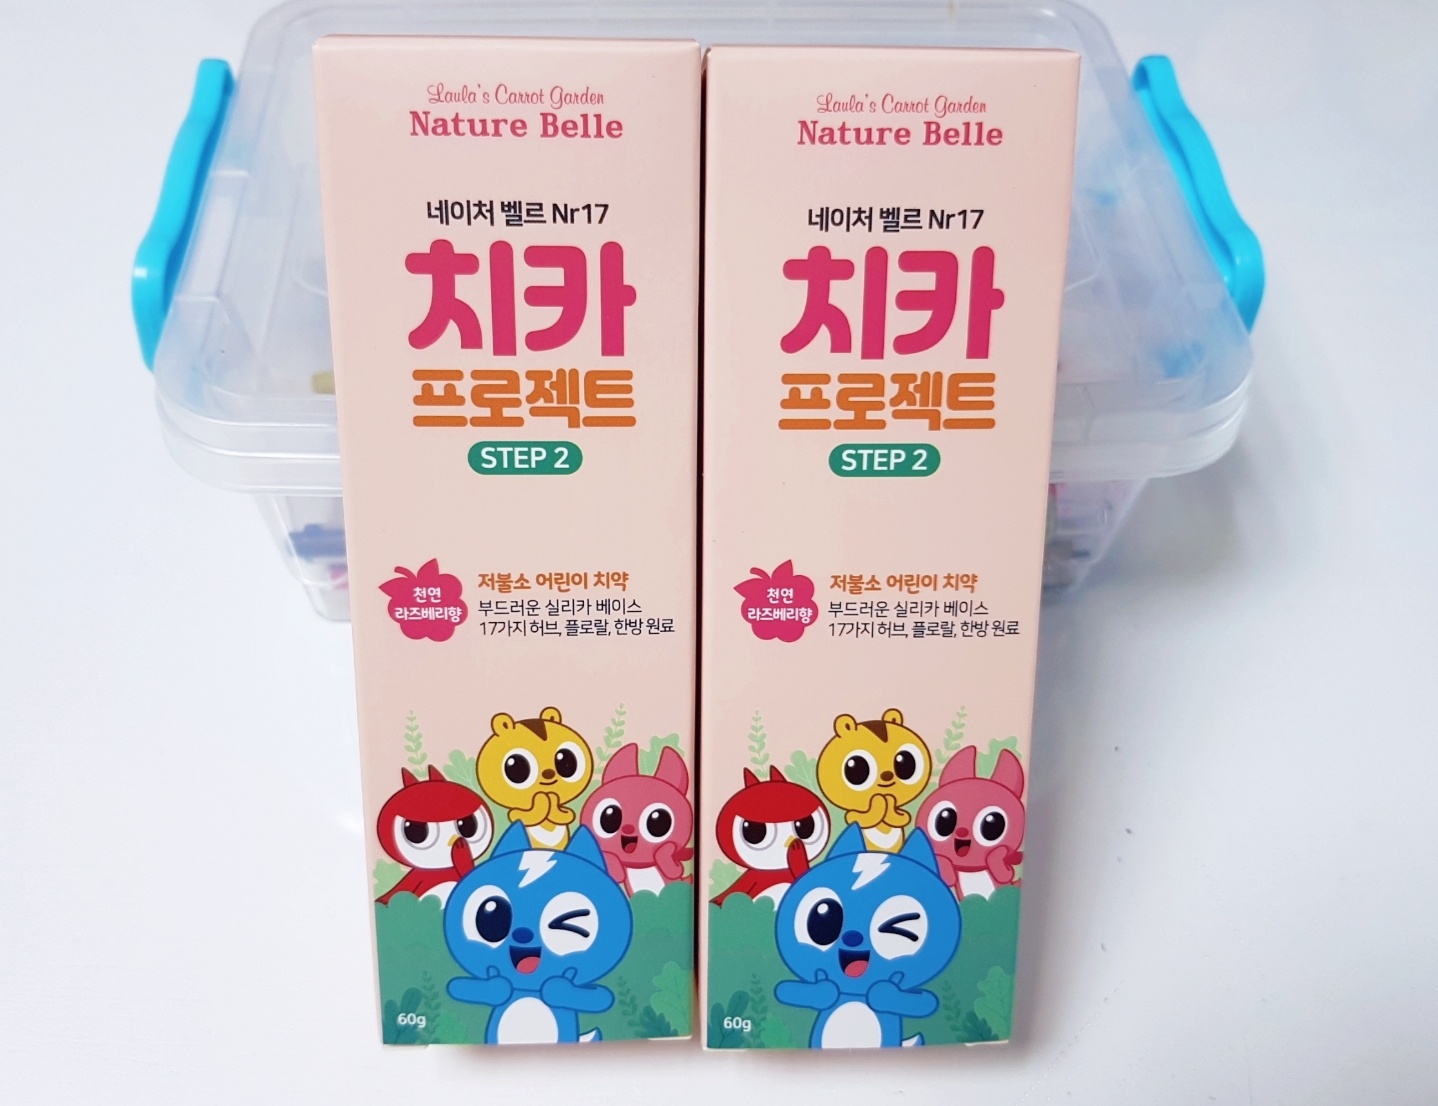 Laula's Carrot Garden
Nature Belle
네이처 벨르 Nr17
치카
프로젝트
STEP 2
천연
라즈베리향
저불소 어린이 치약
부드러운 실리카 베이스
17가지 허브, 플로랄, 한방 원료
60g
Laula's Carrot Garden
Nature Belle
네이처 벨르 Nr17
치카
프로젝트
STEP 2
천연
라즈베리향
저불소 어린이 치약
부드러운 실리카 베이스
17가지 허브, 플로랄, 한방 원료
60g